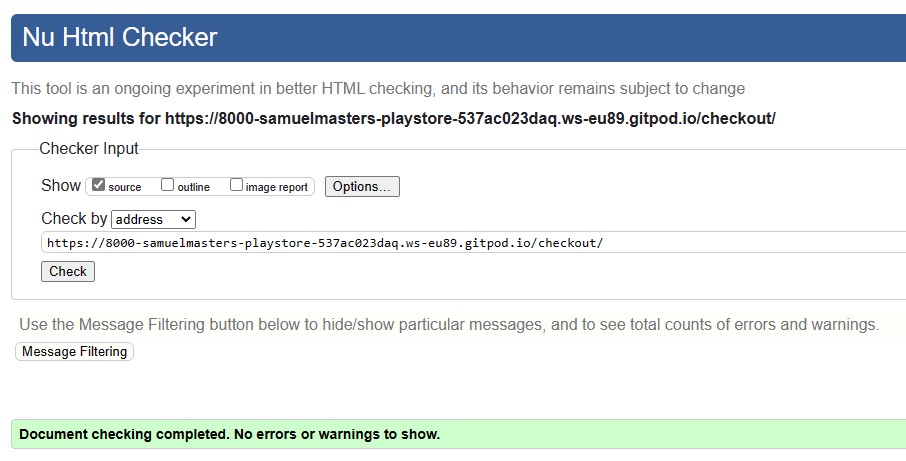 Nu Html Checker
This tool is an ongoing experiment in better HTML checking, and its behavior remains subject to change
Showing results for https://8000-samuelmasters-playstore-537ac023daq.ws-eu89.gitpod.io/checkout/
Checker Input
Show source outline image report Options...
Check by address
https://8000-samuelmasters-playstore-537ac023daq.ws-eu89.gitpod.io/checkout/
Check
Use the Message Filtering button below to hide/show particular messages, and to see total counts of errors and warnings.
Message Filtering
Document checking completed. No errors or warnings to show.